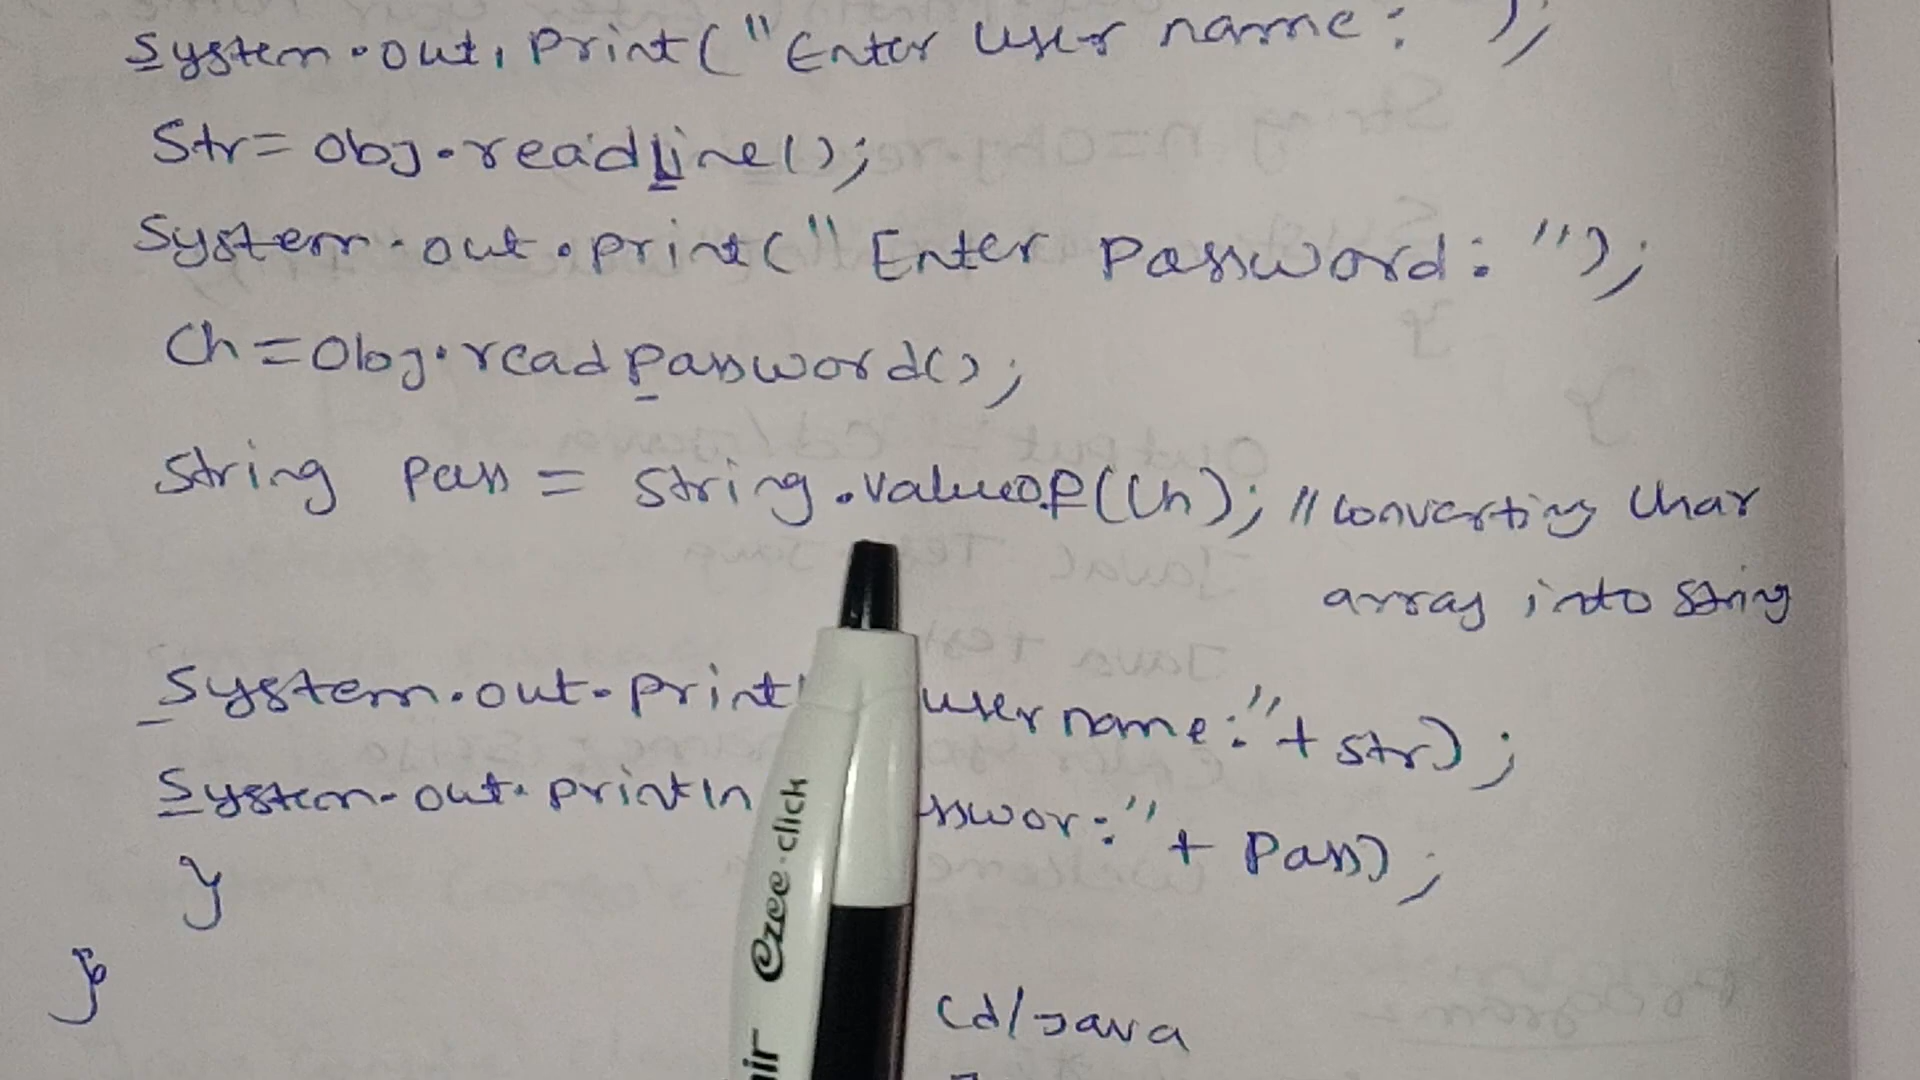 System.out.print("Enter user name: ");
Str=obj.readLine();
System.out.print("Enter Password: ");
Ch=obj.readPassword();
String pass = String.valueOf(Ch); //converting char
array into string
System.out.print username:"+str);
System.out.println sswor:"+ Pass);
}
}
cd/java
ezee-click
air